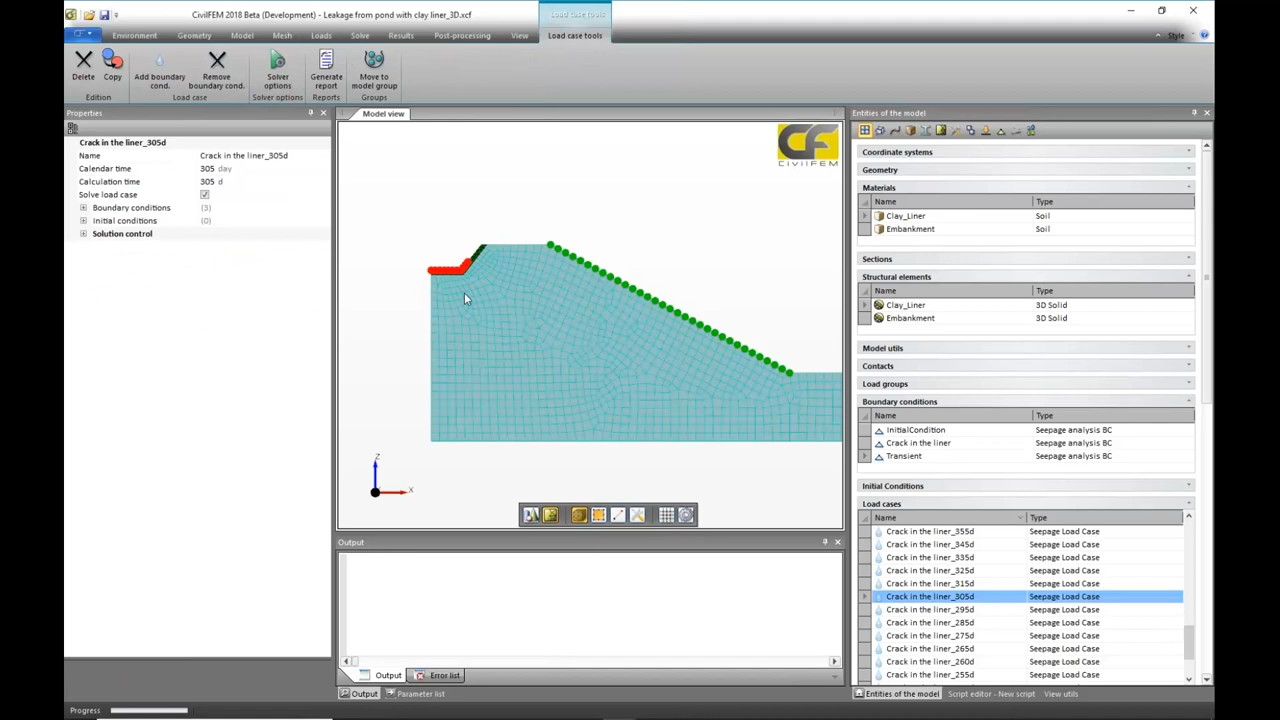 CivilFEM 2018 Beta (Development) - Leakage from pond with clay liner_3D.xcf
Load case tools
Environment Geometry Model Mesh Loads Solve Results Post-processing View Load case tools Style
Delete Copy Add boundary cond. Remove boundary cond. Solver options Generate report Move to model group
Edition Load case Solver options Reports Groups
Properties
Model view
Entities of the model
Crack in the liner_305d
Name Crack in the liner_305d
Calendar time 305 day
Calculation time 305 d
Solve load case
Boundary conditions (3)
Initial conditions (0)
Solution control
CF
CIVILFEM
Z
X
Output
Output Error list
Output Parameter list
Progress
Coordinate systems
Geometry
Materials
Name Type
Clay_Liner Soil
Embankment Soil
Sections
Structural elements
Name Type
Clay_Liner 3D Solid
Embankment 3D Solid
Model utils
Contacts
Load groups
Boundary conditions
Name Type
InitialCondition Seepage analysis BC
Crack in the liner Seepage analysis BC
Transient Seepage analysis BC
Initial Conditions
Load cases
Name Type
Crack in the liner_355d Seepage Load Case
Crack in the liner_345d Seepage Load Case
Crack in the liner_335d Seepage Load Case
Crack in the liner_325d Seepage Load Case
Crack in the liner_315d Seepage Load Case
Crack in the liner_305d Seepage Load Case
Crack in the liner_295d Seepage Load Case
Crack in the liner_285d Seepage Load Case
Crack in the liner_275d Seepage Load Case
Crack in the liner_265d Seepage Load Case
Crack in the liner_260d Seepage Load Case
Crack in the liner_255d Seepage Load Case
Entities of the model Script editor - New script View utils